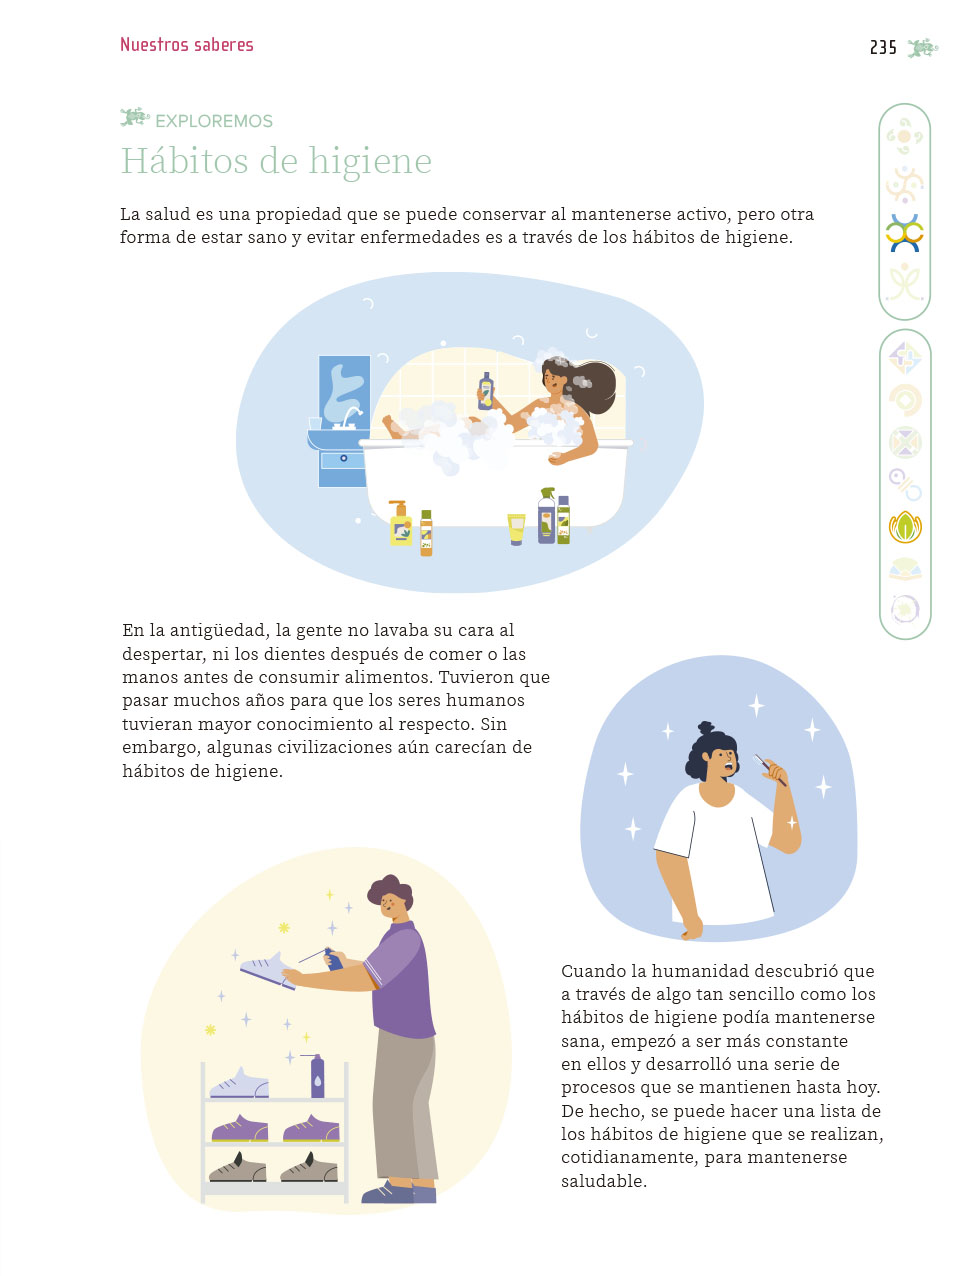 Nuestros saberes
235
EXPLOREMOS
Hábitos de higiene
La salud es una propiedad que se puede conservar al mantenerse activo, pero otra
forma de estar sano y evitar enfermedades es a través de los hábitos de higiene.
En la antigüedad, la gente no lavaba su cara al
despertar, ni los dientes después de comer o las
manos antes de consumir alimentos. Tuvieron que
pasar muchos años para que los seres humanos
tuvieran mayor conocimiento al respecto. Sin
embargo, algunas civilizaciones aún carecían de
hábitos de higiene.
Cuando la humanidad descubrió que
a través de algo tan sencillo como los
hábitos de higiene podía mantenerse
sana, empezó a ser más constante
en ellos y desarrolló una serie de
procesos que se mantienen hasta hoy.
De hecho, se puede hacer una lista de
los hábitos de higiene que se realizan,
cotidianamente, para mantenerse
saludable.